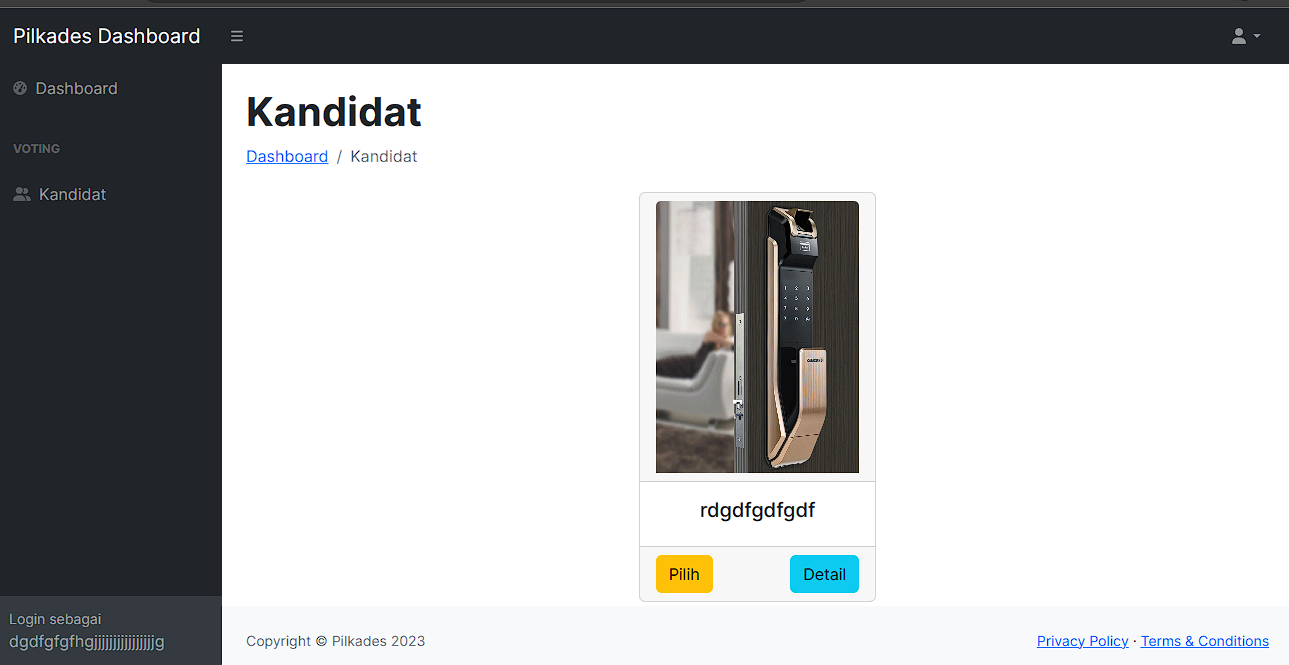 Pilkades Dashboard
Dashboard
VOTING
Kandidat
Kandidat
Dashboard / Kandidat
rdgdfgdfgdf
Pilih Detail
Login sebagai
Copyright © Pilkades 2023 Privacy Policy · Terms & Conditions